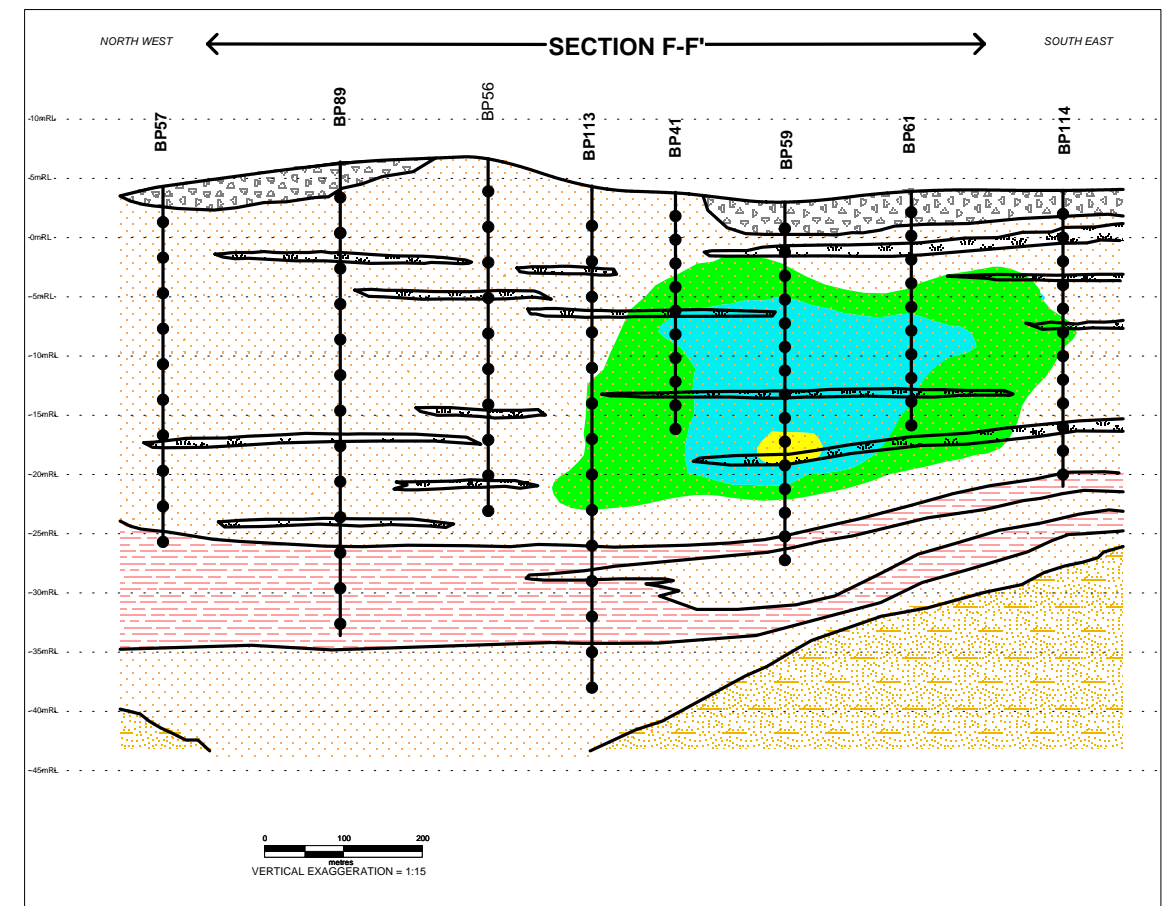 NORTH WEST
SECTION F-F'
SOUTH EAST
BP57
BP89
BP56
BP113
BP41
BP59
BP61
BP114
10mRL
5mRL
0mRL
-5mRL
-10mRL
-15mRL
-20mRL
-25mRL
-30mRL
-35mRL
-40mRL
-45mRL
0 100 200
metres
VERTICAL EXAGGERATION = 1:15